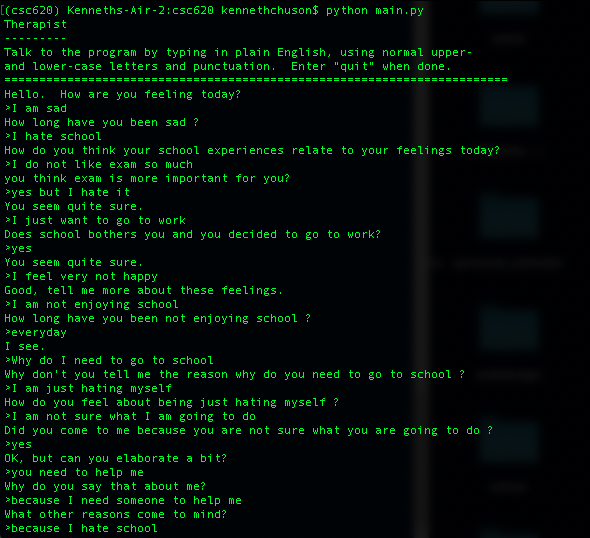 [(csc620) Kenneths-Air-2:csc620 kennethchuson$ python main.py
Therapist
---------
Talk to the program by typing in plain English, using normal upper-
and lower-case letters and punctuation.  Enter "quit" when done.
========================================================================
Hello.  How are you feeling today?
>I am sad
How long have you been sad ?
>I hate school
How do you think your school experiences relate to your feelings today?
>I do not like exam so much
you think exam is more important for you?
>yes but I hate it
You seem quite sure.
>I just want to go to work
Does school bothers you and you decided to go to work?
>yes
You seem quite sure.
>I feel very not happy
Good, tell me more about these feelings.
>I am not enjoying school
How long have you been not enjoying school ?
>everyday
I see.
>Why do I need to go to school
Why don't you tell me the reason why do you need to go to school ?
>I am just hating myself
How do you feel about being just hating myself ?
>I am not sure what I am going to do
Did you come to me because you are not sure what you are going to do ?
>yes
OK, but can you elaborate a bit?
>you need to help me
Why do you say that about me?
>because I need someone to help me
What other reasons come to mind?
>because I hate school